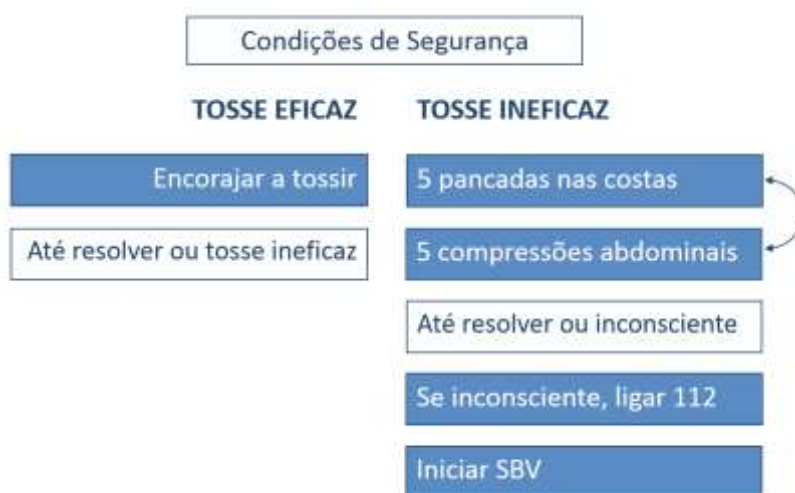 Condições de Segurança
TOSSE EFICAZ
Encorajar a tossir
Até resolver ou tosse ineficaz
TOSSE INEFICAZ
5 pancadas nas costas
5 compressões abdominais
Até resolver ou inconsciente
Se inconsciente, ligar 112
Iniciar SBV